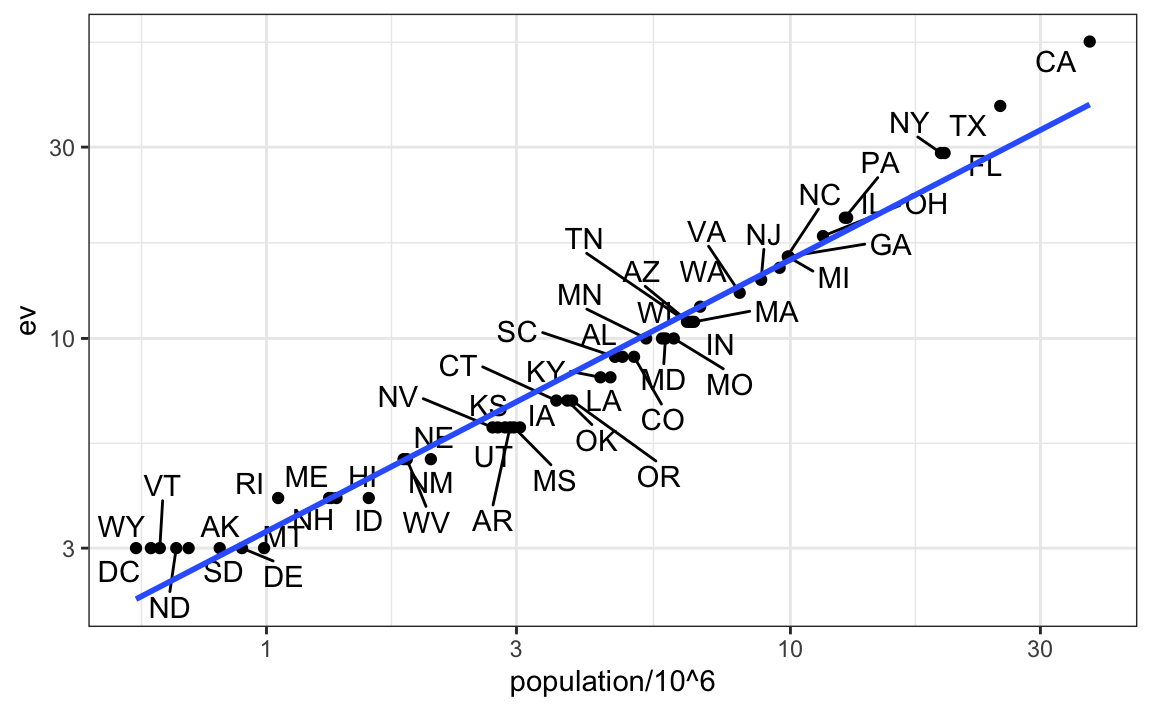 CA
NY TX
30
PA FL
NC IL OH
VA NJ
TN GA
AZ WA MI
MN
WI MA
SC AL
10
IN
ev
CT KY MD MO
NV LA
KS IA CO
NE OK
UT
VT RI ME HI NM MS OR
WY AK NH ID WV AR
MT
3
DC SD DE
ND
1 3 10 30
population/10^6